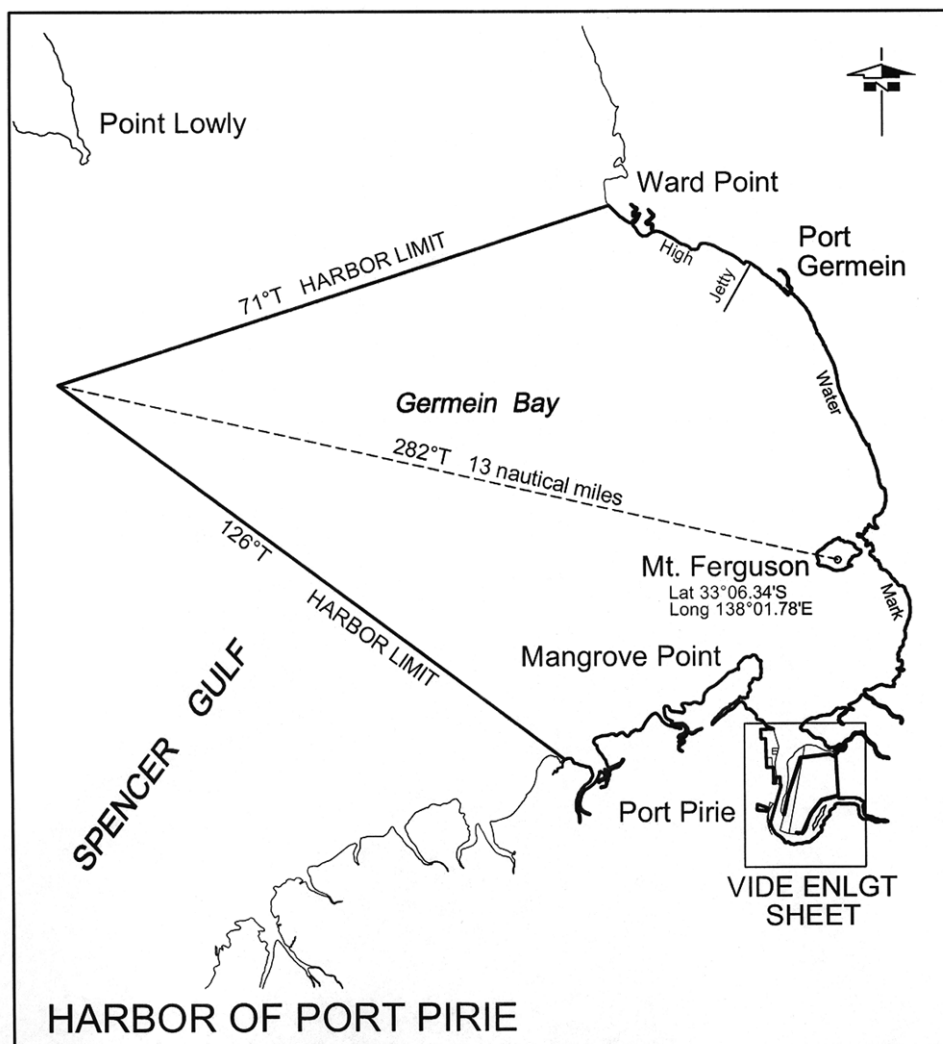 Point Lowly
Ward Point
High
Jetty
Port
Germein
71°T HARBOR LIMIT
Water
Germein Bay
282°T 13 nautical miles
126°T HARBOR LIMIT
Mt. Ferguson
Lat 33°06.34'S
Long 138°01.78'E
Mark
Mangrove Point
SPENCER GULF
Port Pirie
VIDE ENLGT
SHEET
HARBOR OF PORT PIRIE
N